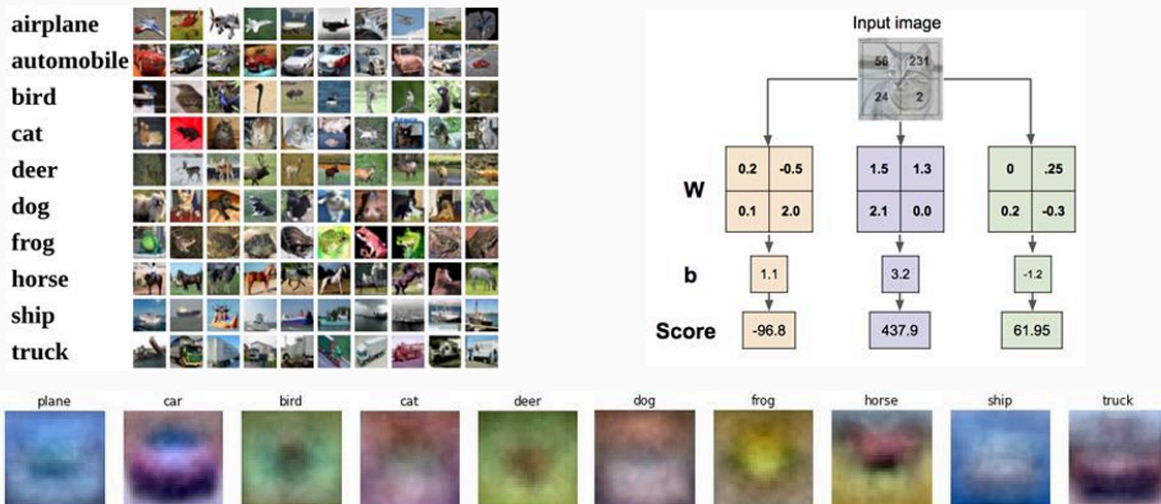 airplane
automobile
bird
cat
deer
dog
frog
horse
ship
truck
Input image
56 231
24 2
W
0.2 -0.5 1.5 1.3 0 .25
0.1 2.0 2.1 0.0 0.2 -0.3
b 1.1 3.2 -1.2
Score -96.8 437.9 61.95
plane car bird cat deer dog frog horse ship truck